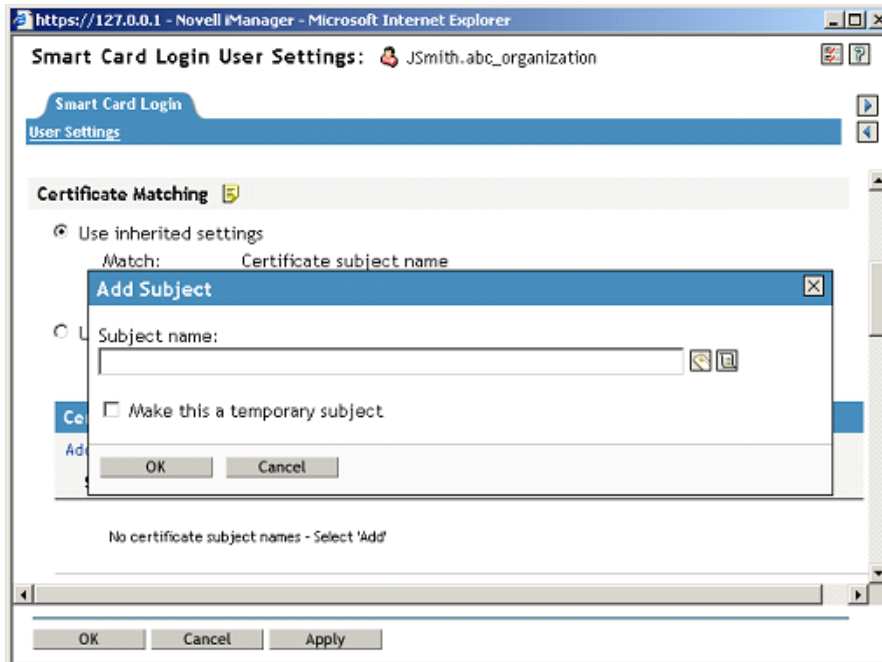 https://127.0.0.1 - Novell iManager - Microsoft Internet Explorer
Smart Card Login User Settings: JSmith.abc_organization
Smart Card Login
User Settings
Certificate Matching
Use inherited settings
Match: Certificate subject name
Add Subject
Subject name:
Make this a temporary subject
OK Cancel
No certificate subject names - Select 'Add'
OK Cancel Apply